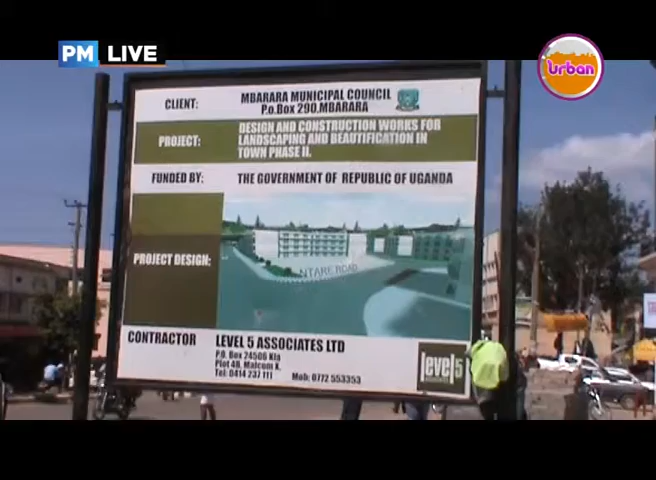 PM LIVE
Urban
CLIENT: MBARARA MUNICIPAL COUNCIL
P.o.Box 290,MBARARA
PROJECT: DESIGN AND CONSTRUCTION WORKS FOR
LANDSCAPING AND BEAUTIFICATION IN
TOWN PHASE II.
FUNDED BY: THE GOVERNMENT OF REPUBLIC OF UGANDA
PROJECT DESIGN:
NTARE ROAD
CONTRACTOR LEVEL 5 ASSOCIATES LTD
P.O. Box 24506 Kla
Plot 48, Malcom X.
Tel: 0414 237 111 Mob: 0772 553353
level5